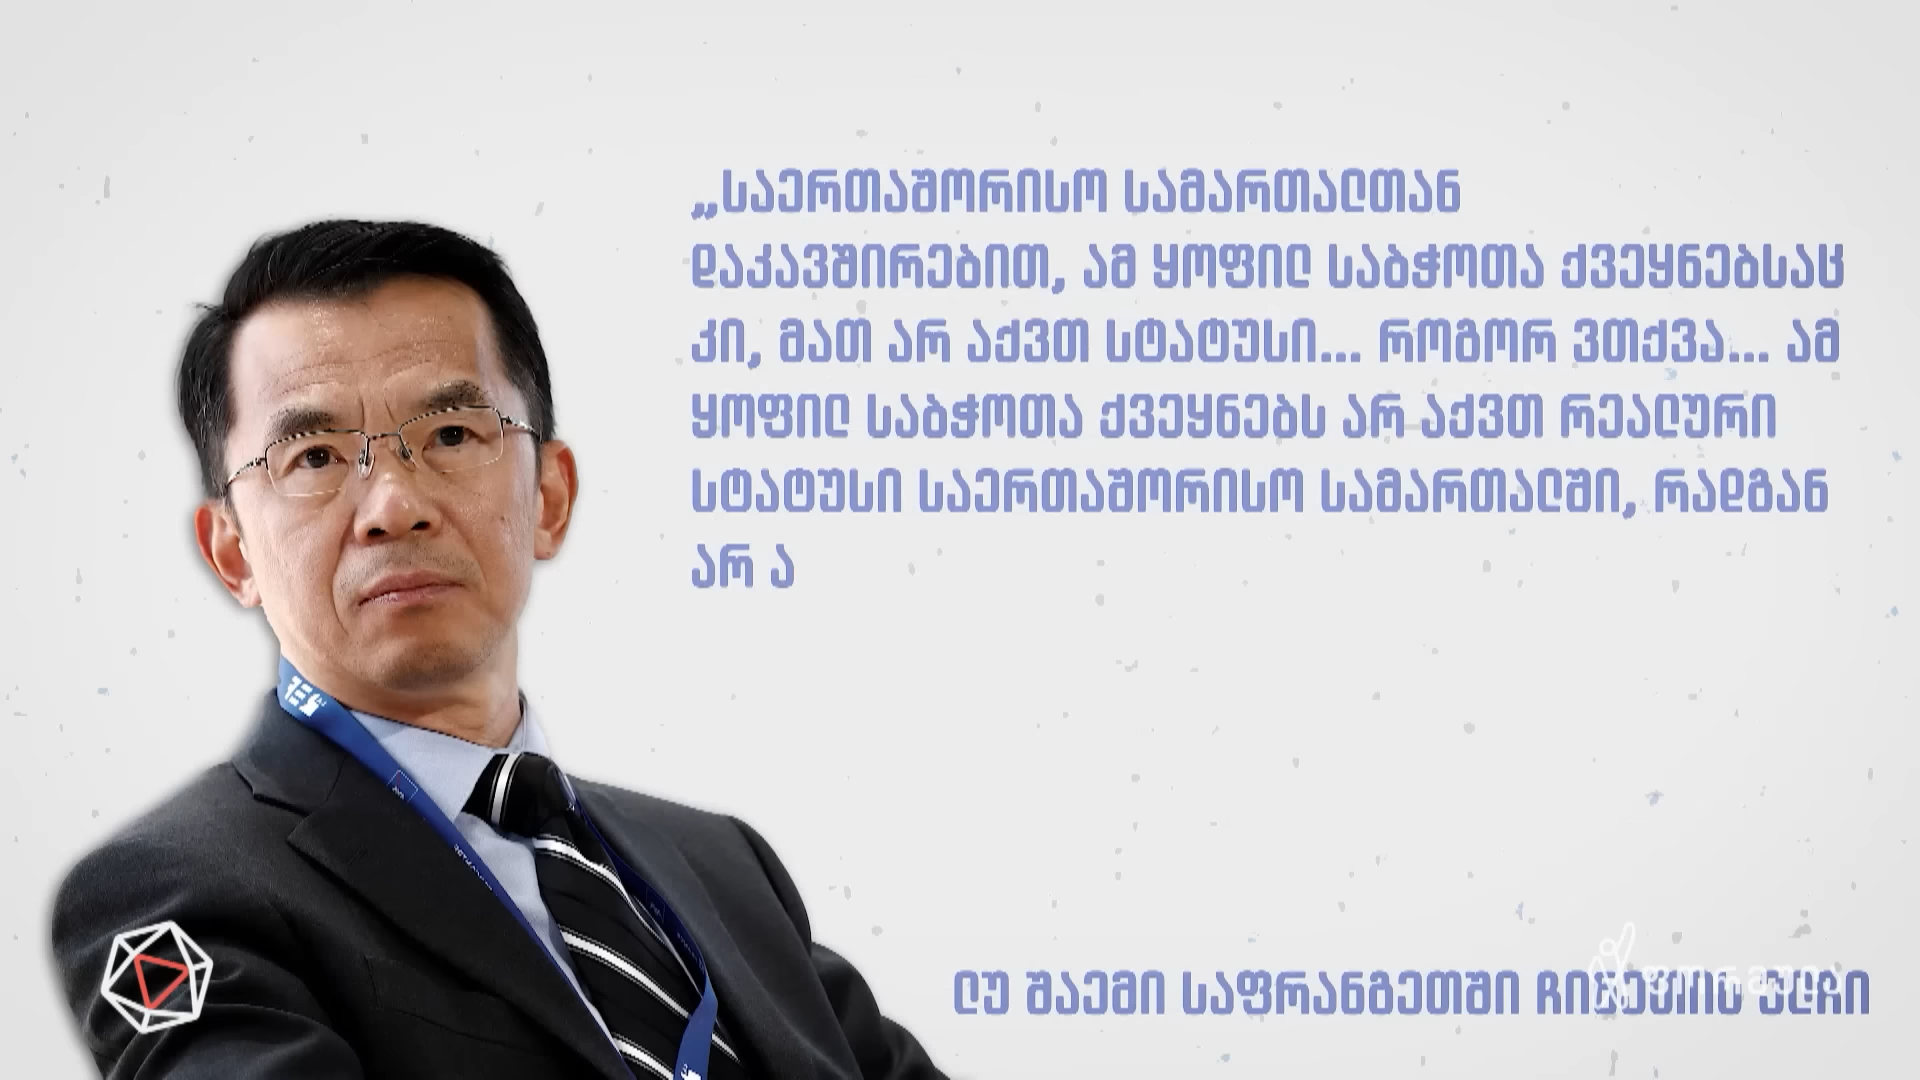 „საერთაშორისო სამართალთან
დაკავშირებით, ამ ყოფილ საბჭოთა ქვეყნებსაც
კი, მათ არ აქვთ სტატუსი... როგორ ვთქვა... ამ
ყოფილ საბჭოთა ქვეყნებს არ აქვთ რეალური
სტატუსი საერთაშორისო სამართალში, რადგან
არ ა
ლუ შაემი საფრანგეთში ჩინეთის ელჩი
ფორმულა